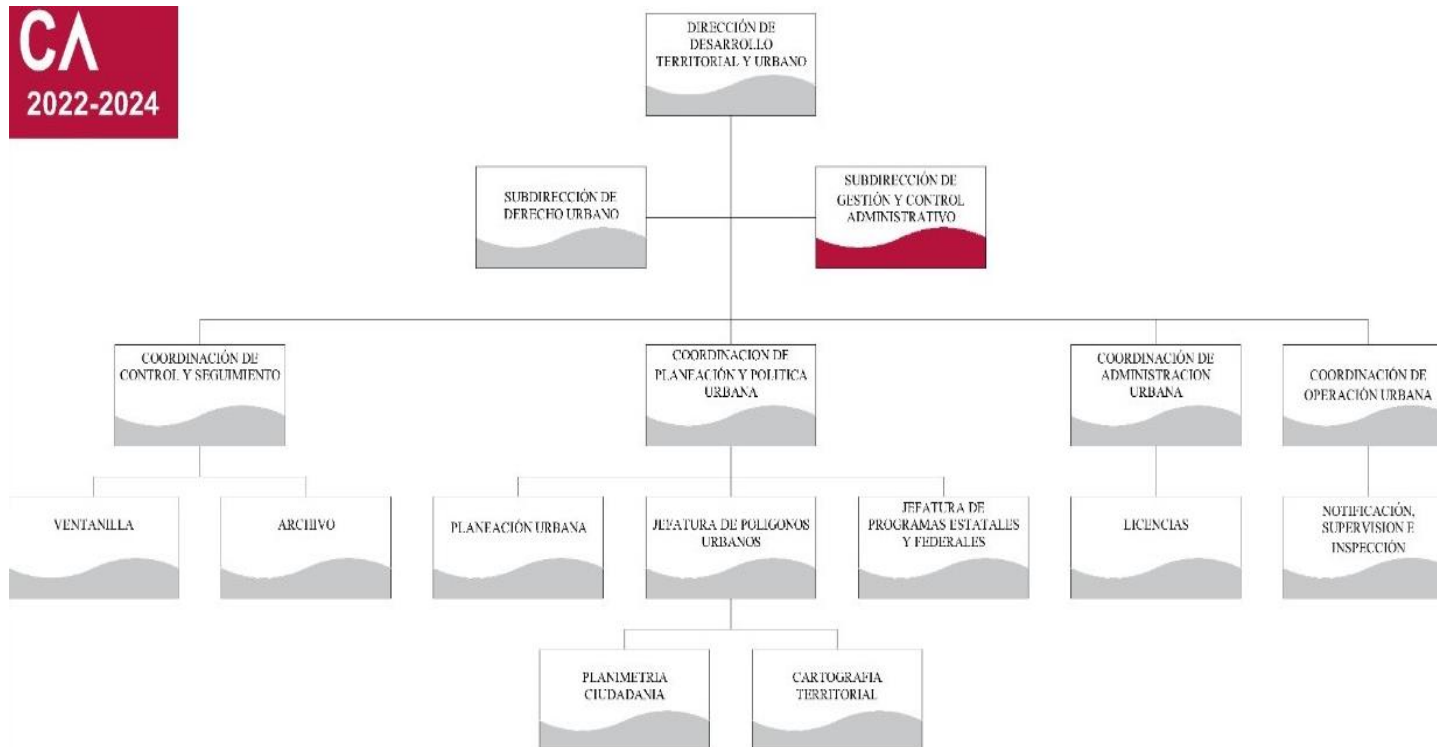 CA
2022-2024
DIRECCIÓN DE
DESARROLLO
TERRITORIAL Y URBANO
SUBDIRECCIÓN DE
DERECHO URBANO
SUBDIRECCIÓN DE
GESTIÓN Y CONTROL
ADMINISTRATIVO
COORDINACIÓN DE
CONTROL Y SEGUIMIENTO
COORDINACION DE
PLANEACIÓN Y POLITICA
URBANA
COORDINACIÓN DE
ADMINISTRACION
URBANA
COORDINACIÓN DE
OPERACIÓN URBANA
VENTANILLA
ARCHIVO
PLANEACIÓN URBANA
JEFATURA DE POLIGONOS
URBANOS
JEFATURA DE
PROGRAMAS ESTATALES
Y FEDERALES
LICENCIAS
NOTIFICACIÓN,
SUPERVISION E
INSPECCIÓN
PLANIMETRIA
CIUDADANIA
CARTOGRAFIA
TERRITORIAL